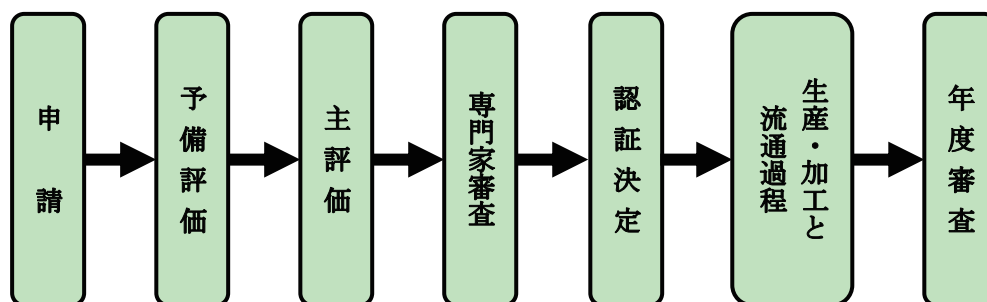 申請
予備評価
主評価
専門家審査
認証決定
生産・加工と
流通過程
年度審査